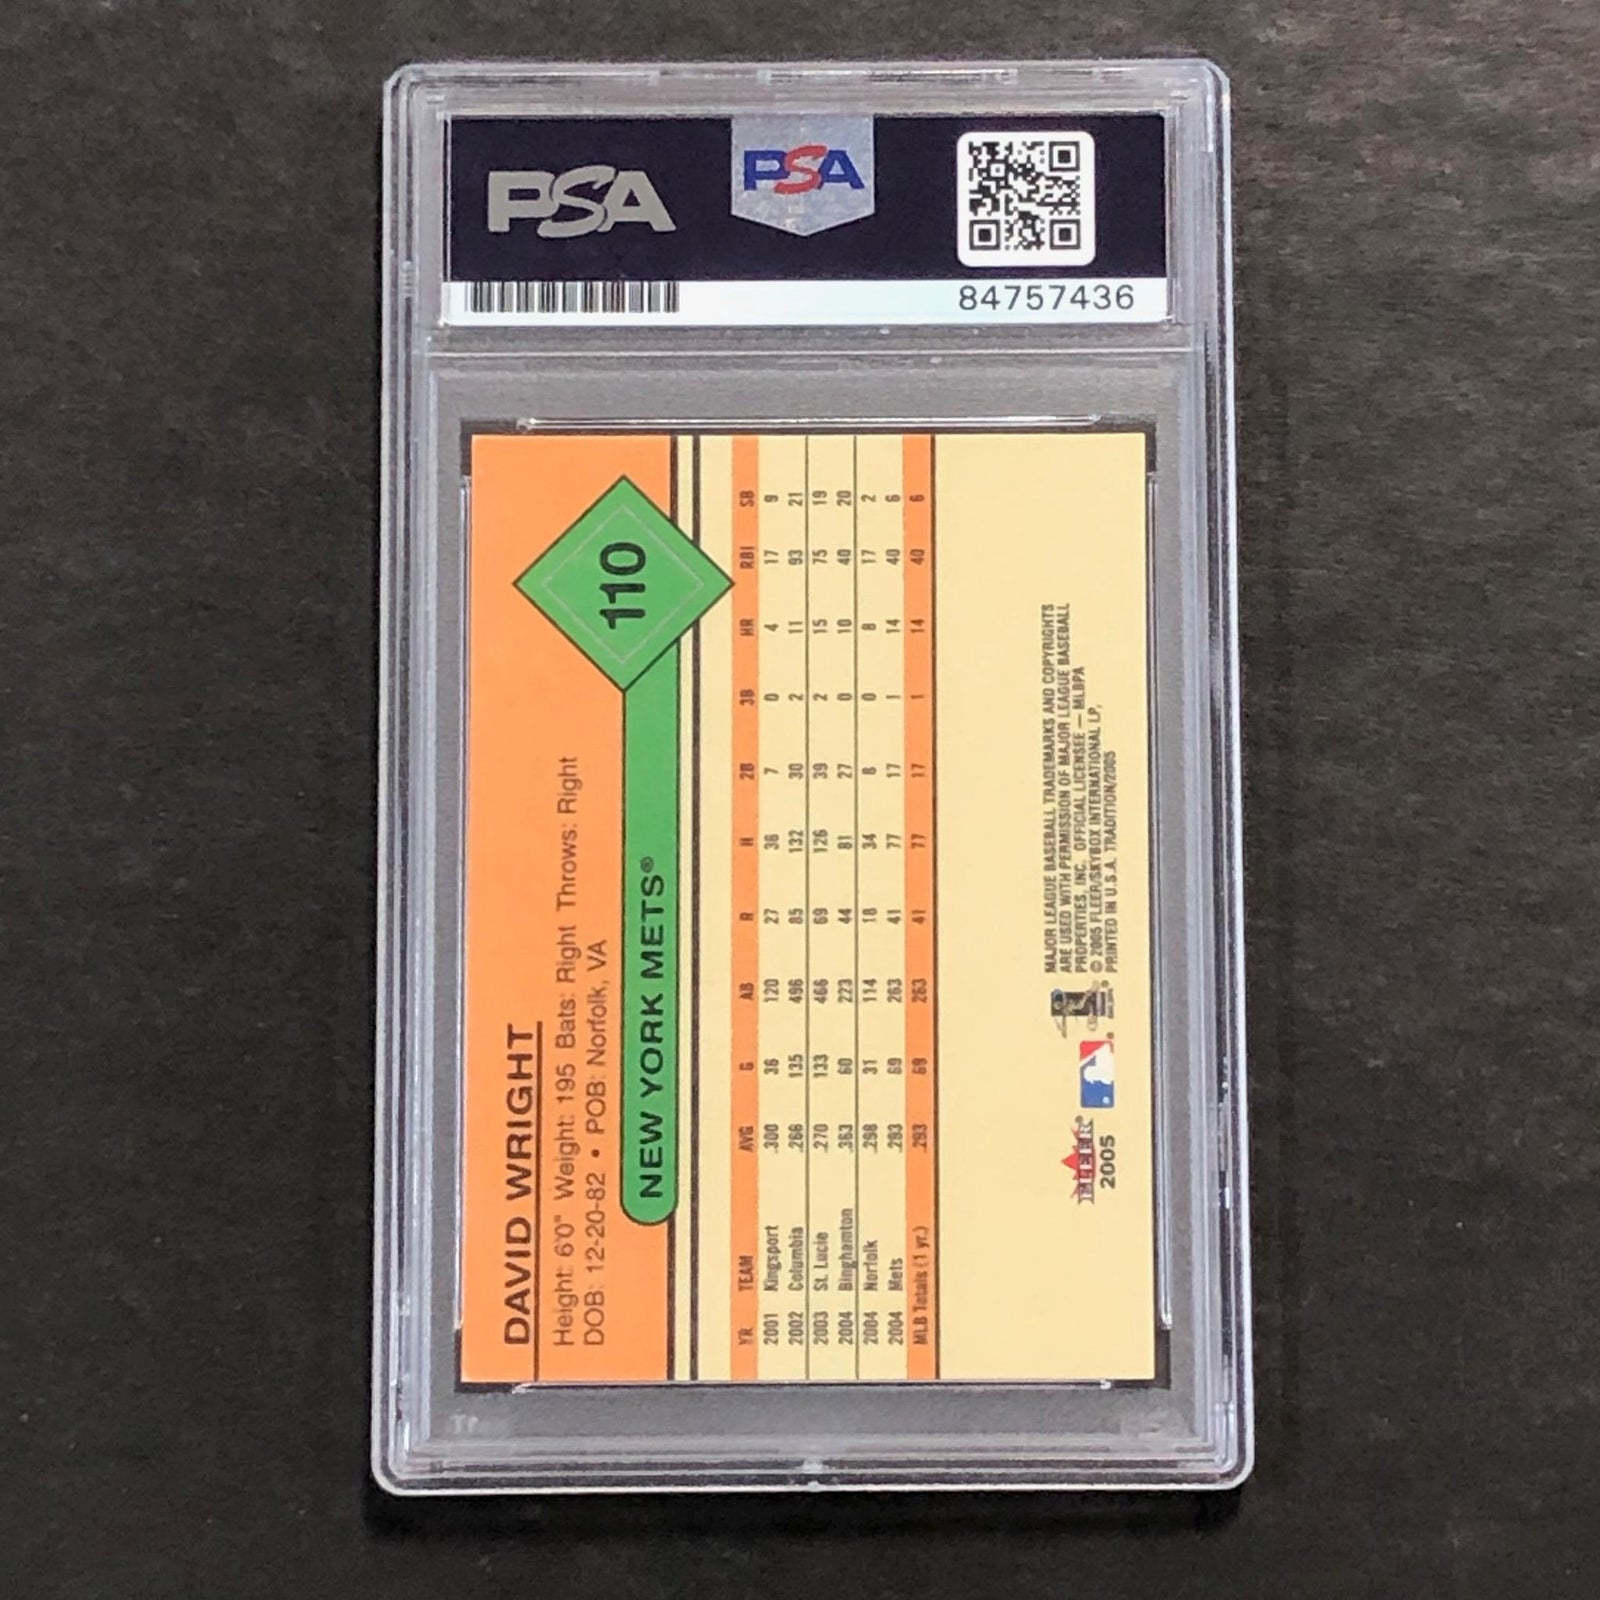 PSA
PSA
84757436
DAVID WRIGHT
Height: 6'0" Weight: 195 Bats: Right Throws: Right
DOB: 12-20-82 • POB: Norfolk, VA
110
NEW YORK METS®
YR TEAM AVG G AB R H 2B 3B HR RBI SB
2001 Kingsport .300 36 120 27 36 7 0 4 17 9
2002 Columbia .266 135 496 85 132 30 2 11 93 21
2003 St. Lucie .270 133 466 69 126 39 2 15 75 19
2004 Binghamton .363 60 223 44 81 27 0 10 40 20
2004 Norfolk .298 31 114 18 34 8 0 8 17 2
2004 Mets .293 69 263 41 77 17 1 14 40 6
MLB Totals (1 yr.) .293 69 263 41 77 17 1 14 40 6
FLEER®
2005
MAJOR LEAGUE BASEBALL TRADEMARKS AND COPYRIGHTS
ARE USED WITH PERMISSION OF MAJOR LEAGUE BASEBALL
PROPERTIES, INC. OFFICIAL LICENSEE — MLBPA
© 2005 FLEER/SKYBOX INTERNATIONAL LP,
PRINTED IN U.S.A. TRADITION/2005